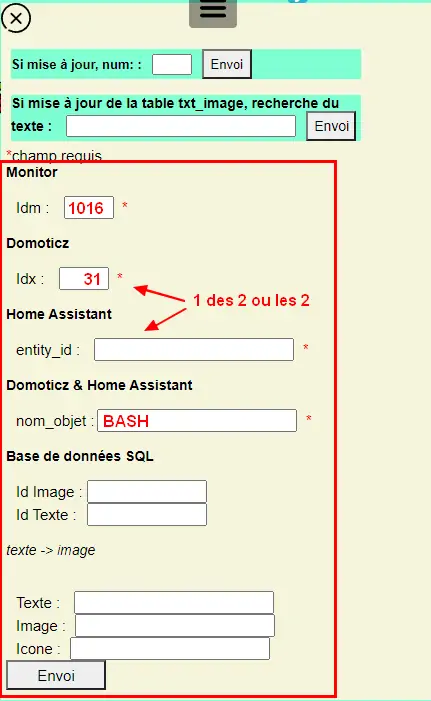 Si mise à jour, num: : Envoi
Si mise à jour de la table txt_image, recherche du
texte : Envoi
*champ requis
Monitor
Idm : 1016 *
Domoticz
Idx : 31 *
1 des 2 ou les 2
Home Assistant
entity_id : *
Domoticz & Home Assistant
nom_objet : BASH *
Base de données SQL
Id Image :
Id Texte :
texte -> image
Texte :
Image :
Icone :
Envoi